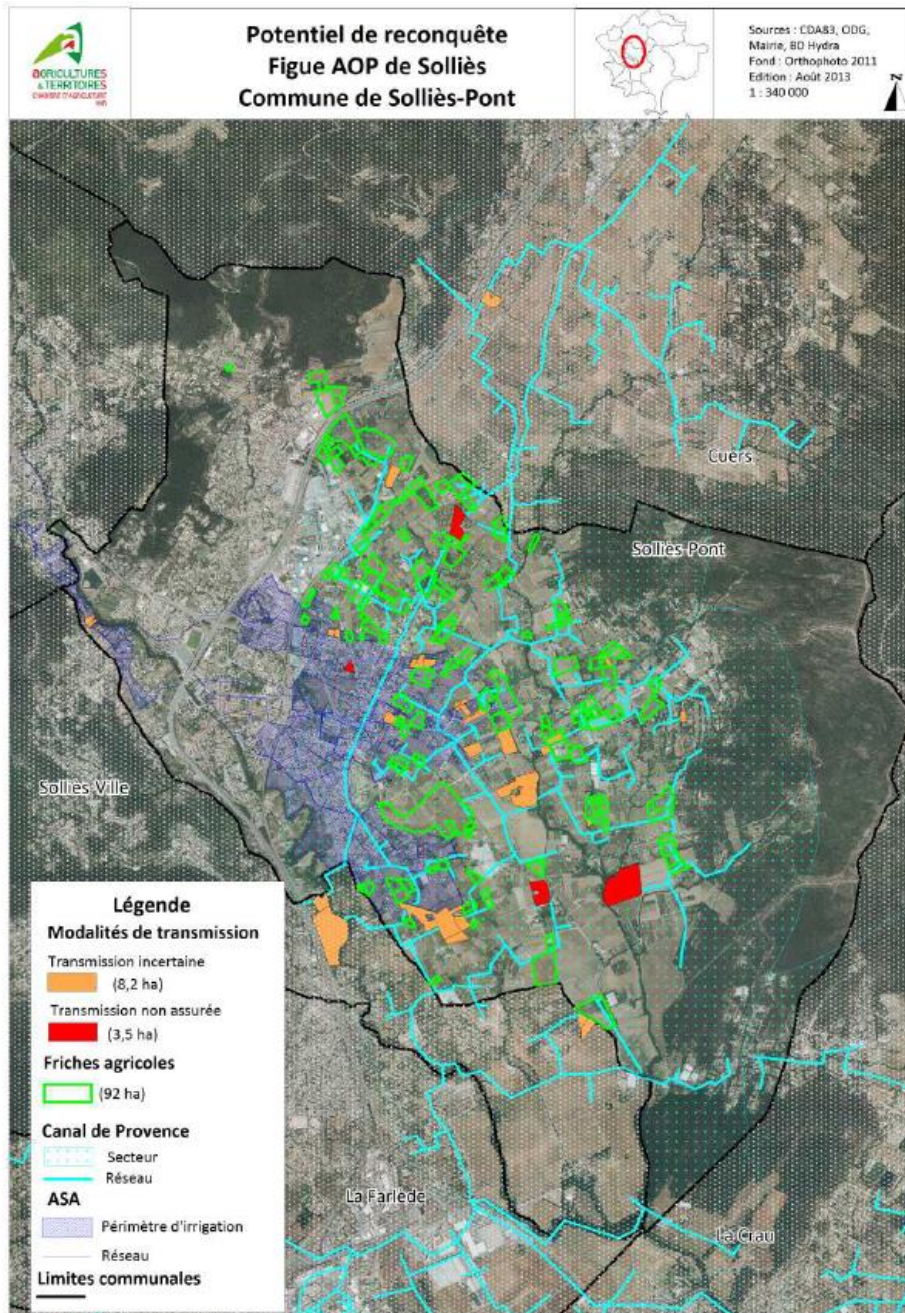 AGRICULTURES
& TERRITOIRES
CHAMBRE D'AGRICULTURE
VAR
Potentiel de reconquête
Figue AOP de Solliès
Commune de Solliès-Pont
Sources : CDA83, ODG,
Mairie, BD Hydra
Fond : Orthophoto 2011
Edition : Août 2013
1 : 340 000
N
Cuers
Solliès-Pont
Solliès-Ville
La Farlède
La Crau
Légende
Modalités de transmission
Transmission incertaine
(8,2 ha)
Transmission non assurée
(3,5 ha)
Friches agricoles
(92 ha)
Canal de Provence
Secteur
Réseau
ASA
Périmètre d'irrigation
Réseau
Limites communales